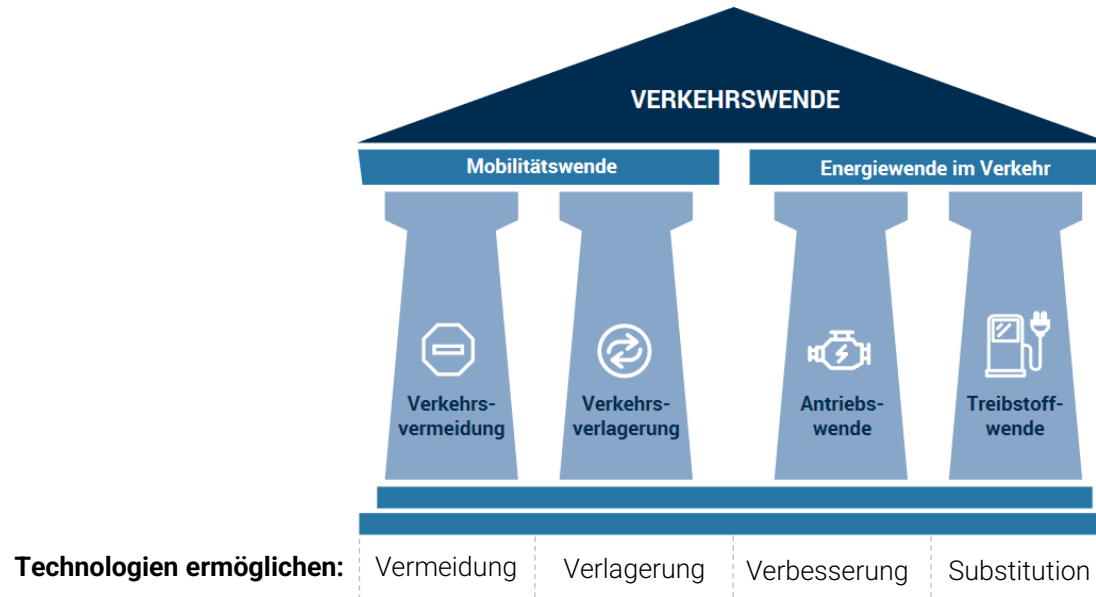 VERKEHRSWENDE
Mobilitätswende
Energiewende im Verkehr
Verkehrs-
vermeidung
Verkehrs-
verlagerung
Antriebs-
wende
Treibstoff-
wende
Technologien ermöglichen:
Vermeidung
Verlagerung
Verbesserung
Substitution